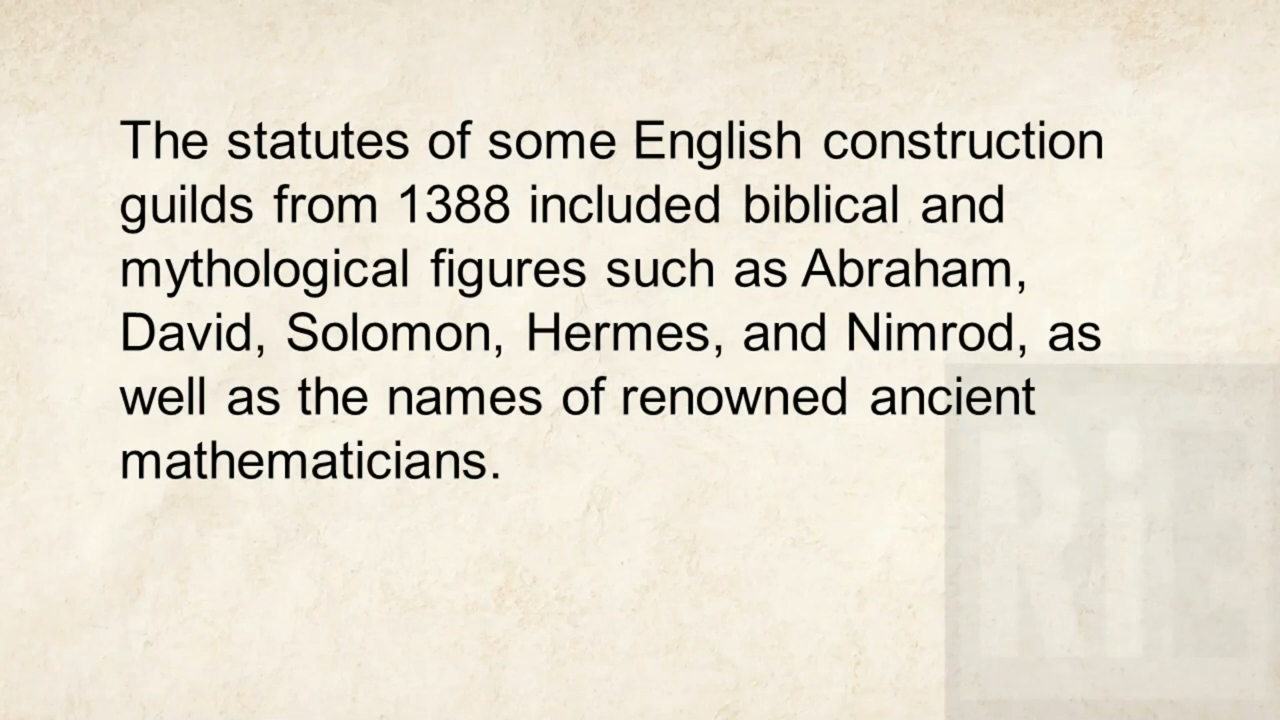 The statutes of some English construction
guilds from 1388 included biblical and
mythological figures such as Abraham,
David, Solomon, Hermes, and Nimrod, as
well as the names of renowned ancient
mathematicians.